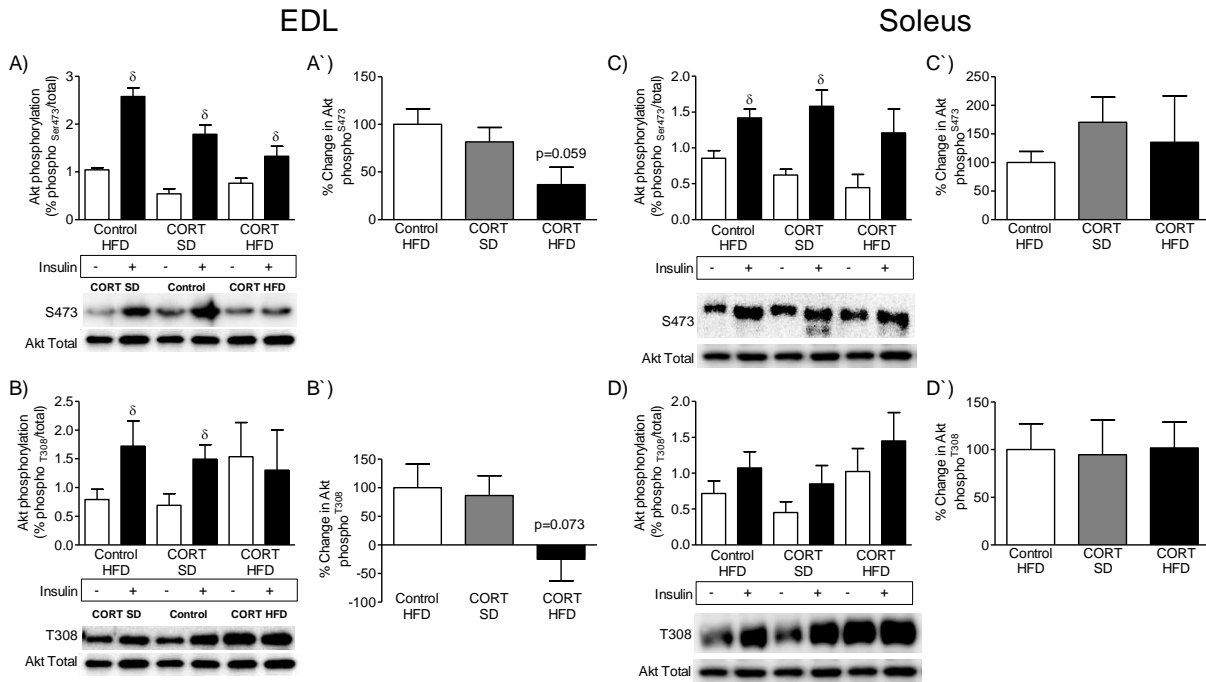 EDL
Soleus
A)
Akt phosphorylation
(% phospho Ser473/total)
3
2
1
0
δ
δ
δ
Control
HFD
CORT
SD
CORT
HFD
Insulin - + - + - +
CORT SD Control CORT HFD
S473
Akt Total
A`)
% Change in Akt
phospho S473
150
100
50
0
p=0.059
Control
HFD
CORT
SD
CORT
HFD
C)
Akt phosphorylation
(% phospho Ser473/total)
2.0
1.5
1.0
0.5
0.0
δ
δ
Control
HFD
CORT
SD
CORT
HFD
Insulin - + - + - +
S473
Akt Total
C`)
% Change in Akt
phospho S473
250
200
150
100
50
0
Control
HFD
CORT
SD
CORT
HFD
B)
Akt phosphorylation
(% phospho T308/total)
2.5
2.0
1.5
1.0
0.5
0.0
δ
δ
Control
HFD
CORT
SD
CORT
HFD
Insulin - + - + - +
CORT SD Control CORT HFD
T308
Akt Total
B`)
% Change in Akt
phospho T308
150
100
50
0
-50
-100
p=0.073
Control
HFD
CORT
SD
CORT
HFD
D)
Akt phosphorylation
(% phospho T308/total)
2.0
1.5
1.0
0.5
0.0
Control
HFD
CORT
SD
CORT
HFD
Insulin - + - + - +
T308
Akt Total
D`)
% Change in Akt
phospho T308
150
100
50
0
Control
HFD
CORT
SD
CORT
HFD